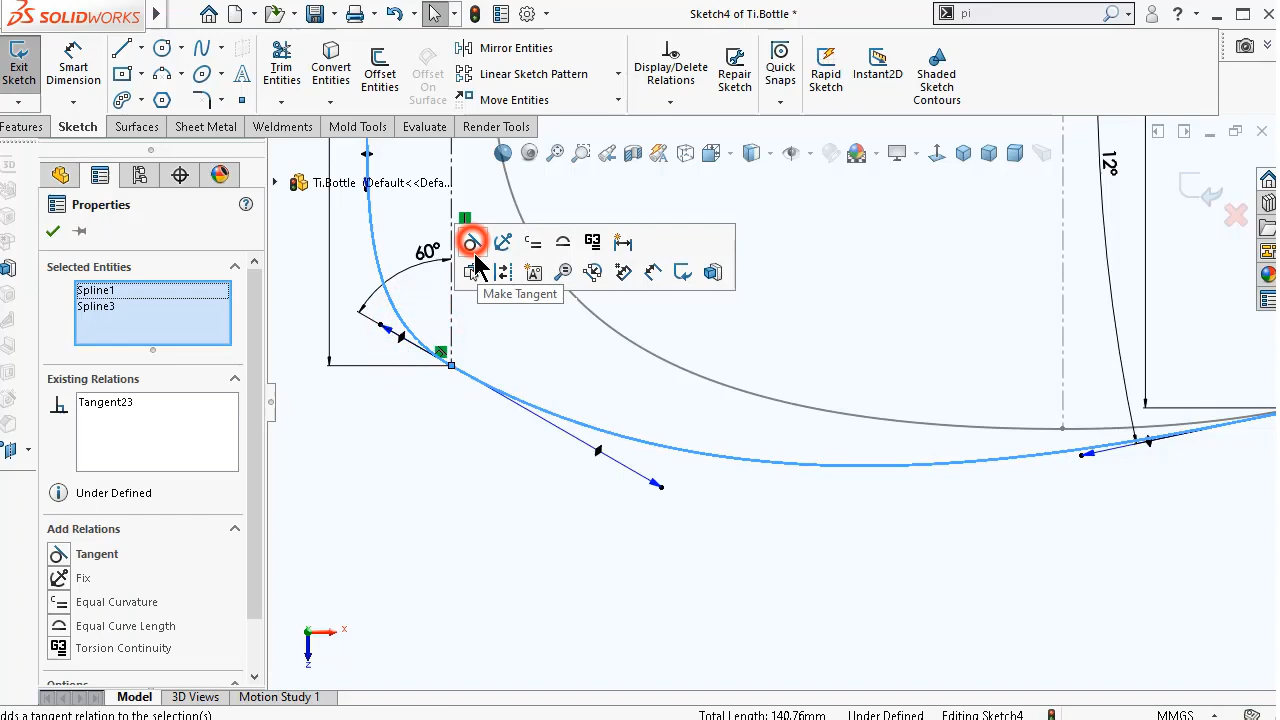 SOLIDWORKS
Sketch4 of Ti.Bottle *
pi
Exit Sketch
Smart Dimension
Trim Entities
Convert Entities
Offset Entities
Offset On Surface
Mirror Entities
Linear Sketch Pattern
Move Entities
Display/Delete Relations
Repair Sketch
Quick Snaps
Rapid Sketch
Instant2D
Shaded Sketch Contours
Features
Sketch
Surfaces
Sheet Metal
Weldments
Mold Tools
Evaluate
Render Tools
Ti.Bottle (Default<<Defa...
Properties
Selected Entities
Spline1
Spline3
Existing Relations
Tangent23
Under Defined
Add Relations
Tangent
Fix
Equal Curvature
Equal Curve Length
Torsion Continuity
Options
60°
12°
G3
Make Tangent
x
z
Model
3D Views
Motion Study 1
dds a tangent relation to the selection(s)
Total Length: 140.76mm
Under Defined
Editing Sketch4
MMGS